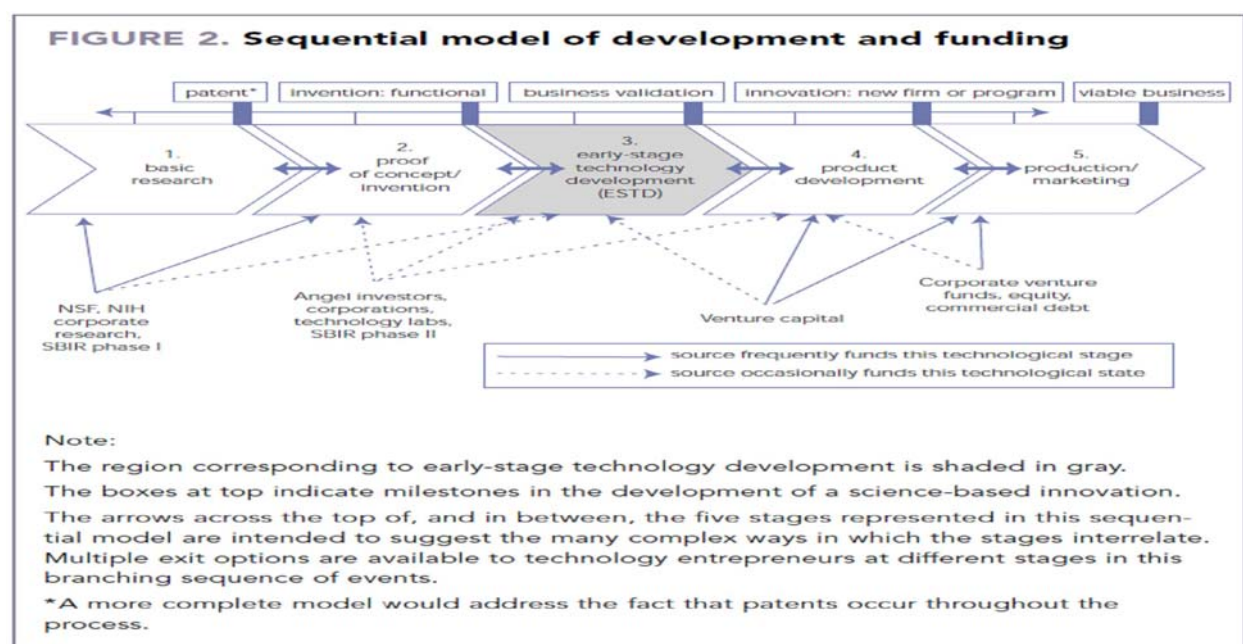 FIGURE 2. Sequential model of development and funding
patent*
invention: functional
business validation
innovation: new firm or program
viable business
1.
basic
research
2.
proof
of concept/
invention
3.
early-stage
technology
development
(ESTD)
4.
product
development
5.
production/
marketing
NSF, NIH
corporate
research,
SBIR phase I
Angel investors,
corporations,
technology labs,
SBIR phase II
Venture capital
Corporate venture
funds, equity,
commercial debt
source frequently funds this technological stage
source occasionally funds this technological state
Note:
The region corresponding to early-stage technology development is shaded in gray.
The boxes at top indicate milestones in the development of a science-based innovation.
The arrows across the top of, and in between, the five stages represented in this sequen-
tial model are intended to suggest the many complex ways in which the stages interrelate.
Multiple exit options are available to technology entrepreneurs at different stages in this
branching sequence of events.
*A more complete model would address the fact that patents occur throughout the
process.